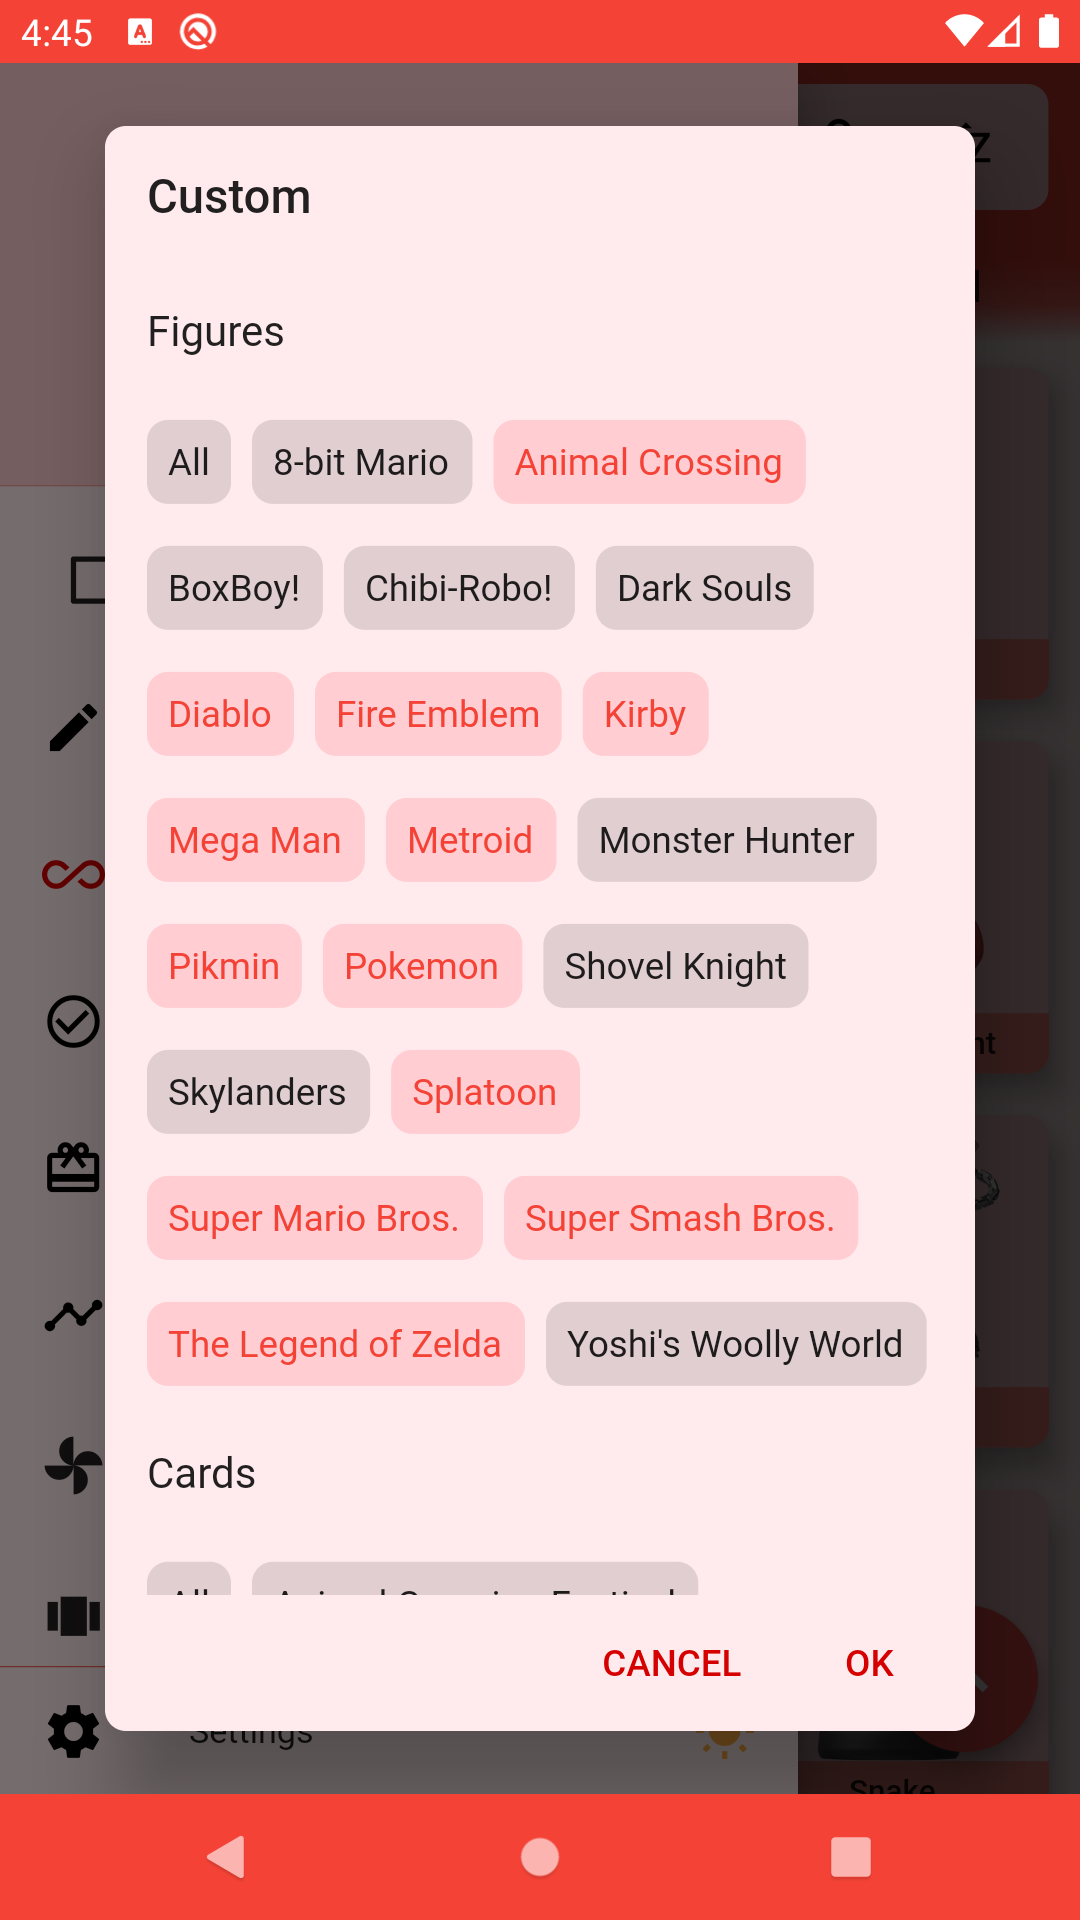 4:45
Custom
Figures
All 8-bit Mario Animal Crossing
BoxBoy! Chibi-Robo! Dark Souls
Diablo Fire Emblem Kirby
Mega Man Metroid Monster Hunter
Pikmin Pokemon Shovel Knight
Skylanders Splatoon
Super Mario Bros. Super Smash Bros.
The Legend of Zelda Yoshi's Woolly World
Cards
All
CANCEL OK
Settings
Snake